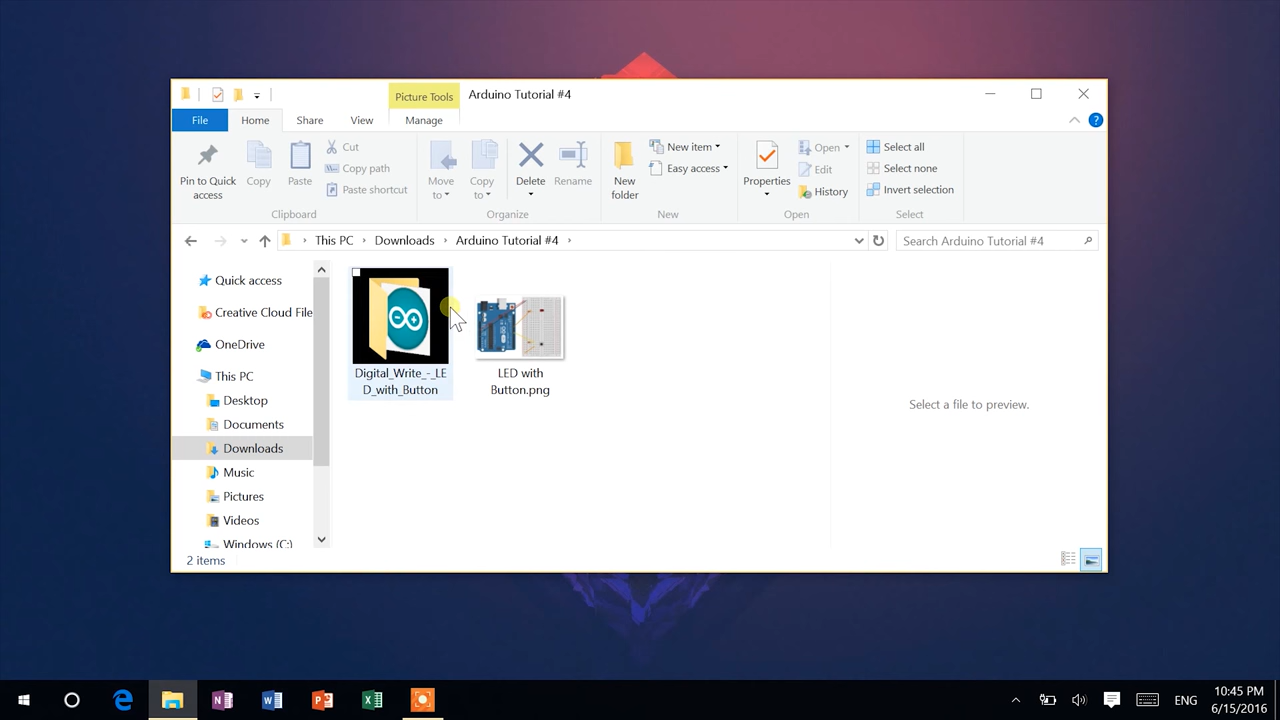 Picture Tools
Arduino Tutorial #4
File
Home
Share
View
Manage
Pin to Quick
access
Copy
Paste
Cut
Copy path
Paste shortcut
Clipboard
Move
to
Copy
to
Delete
Rename
Organize
New
folder
New item
Easy access
New
Properties
Open
Edit
History
Open
Select all
Select none
Invert selection
Select
This PC
Downloads
Arduino Tutorial #4
Search Arduino Tutorial #4
Quick access
Creative Cloud File
OneDrive
This PC
Desktop
Documents
Downloads
Music
Pictures
Videos
Windows (C:)
Digital_Write_-_LE
D_with_Button
LED with
Button.png
Select a file to preview.
2 items
ENG
10:45 PM
6/15/2016